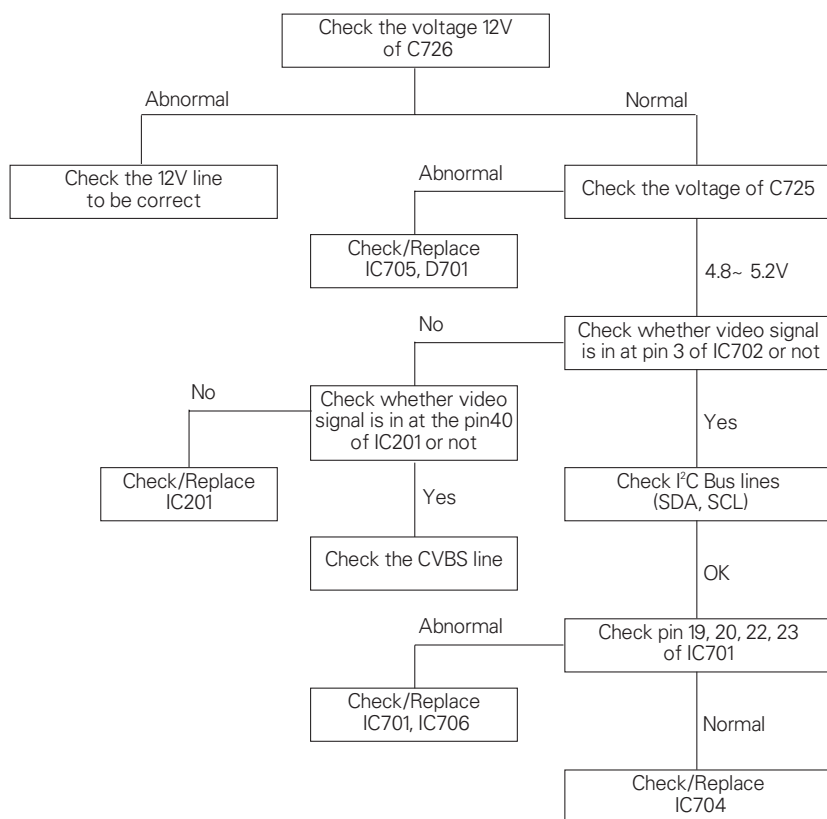 Check the voltage 12V
of C726
Abnormal
Normal
Check the 12V line
to be correct
Abnormal
Check the voltage of C725
Check/Replace
IC705, D701
4.8~ 5.2V
No
Check whether video signal
is in at pin 3 of IC702 or not
No
Check whether video
signal is in at the pin40
of IC201 or not
Yes
Check/Replace
IC201
Yes
Check I²C Bus lines
(SDA, SCL)
Check the CVBS line
OK
Abnormal
Check pin 19, 20, 22, 23
of IC701
Check/Replace
IC701, IC706
Normal
Check/Replace
IC704